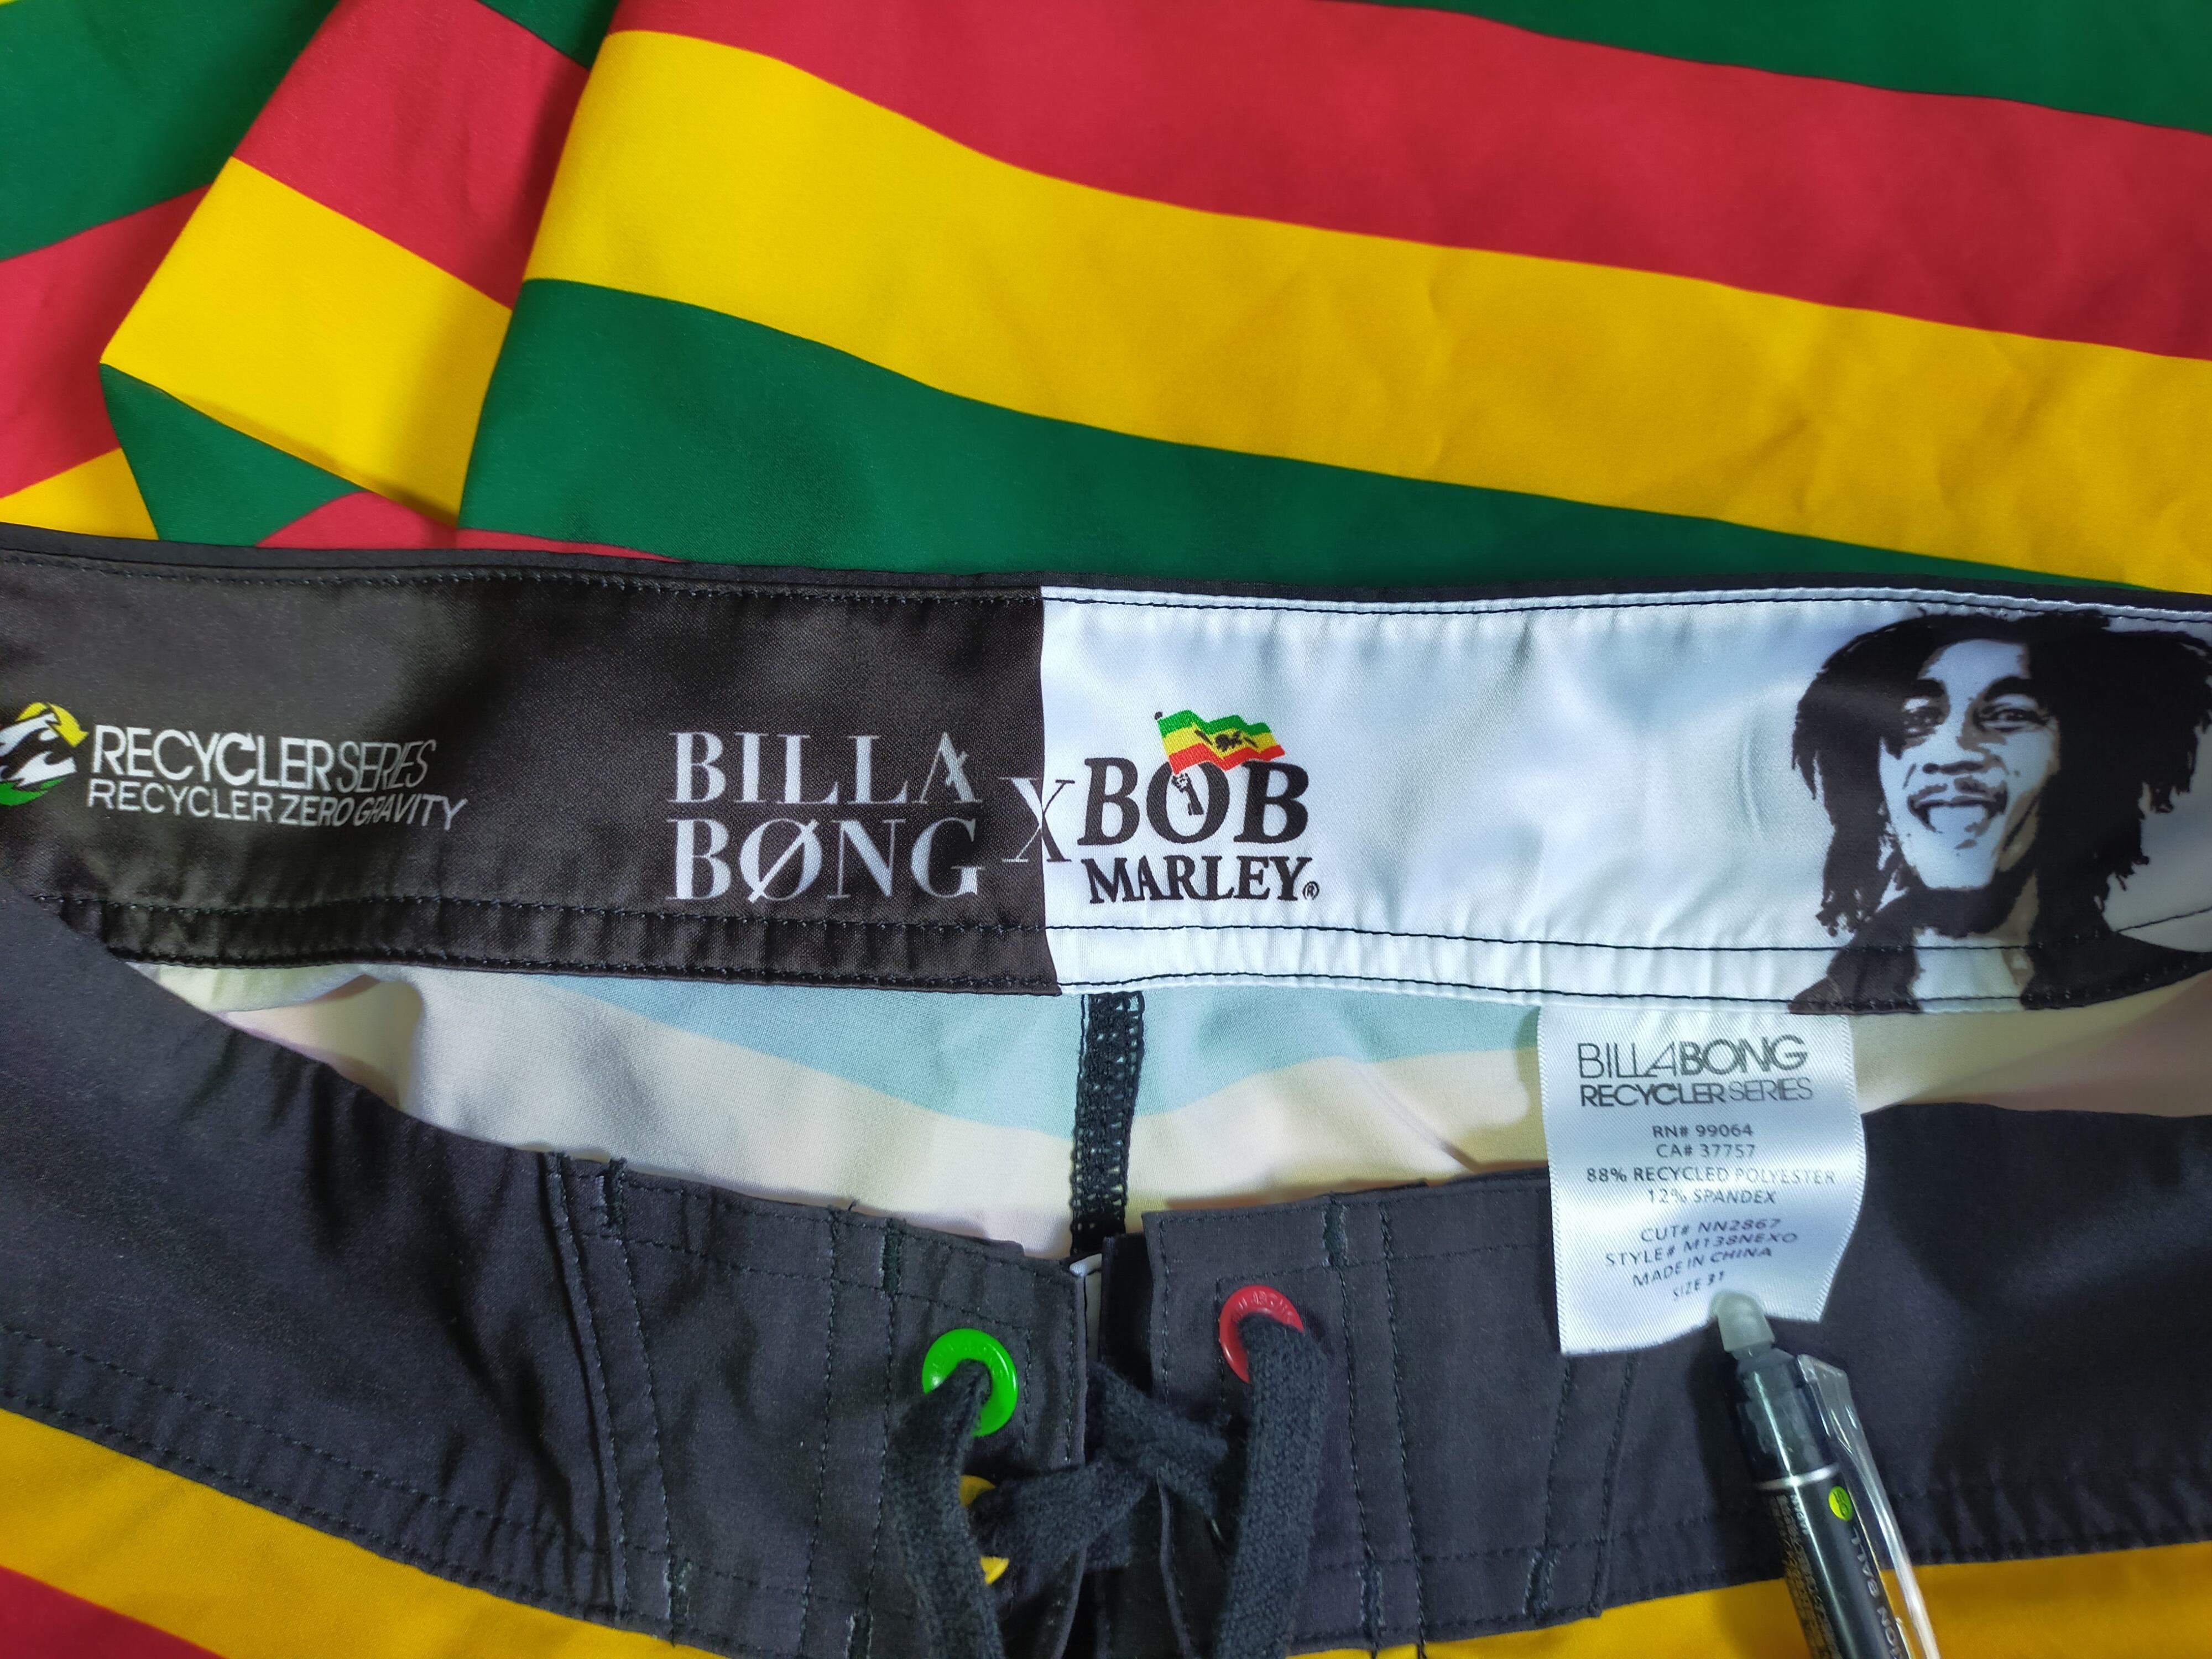 RECYCLER SERIES
RECYCLER ZERO GRAVITY
BILLA
BØNG
X
BOB
MARLEY®
BILLABONG
RECYCLER SERIES
RN# 99064
CA# 37757
88% RECYCLED POLYESTER
12% SPANDEX
CUT# NN2867
STYLE# M138NEXO
MADE IN CHINA
SIZE 31